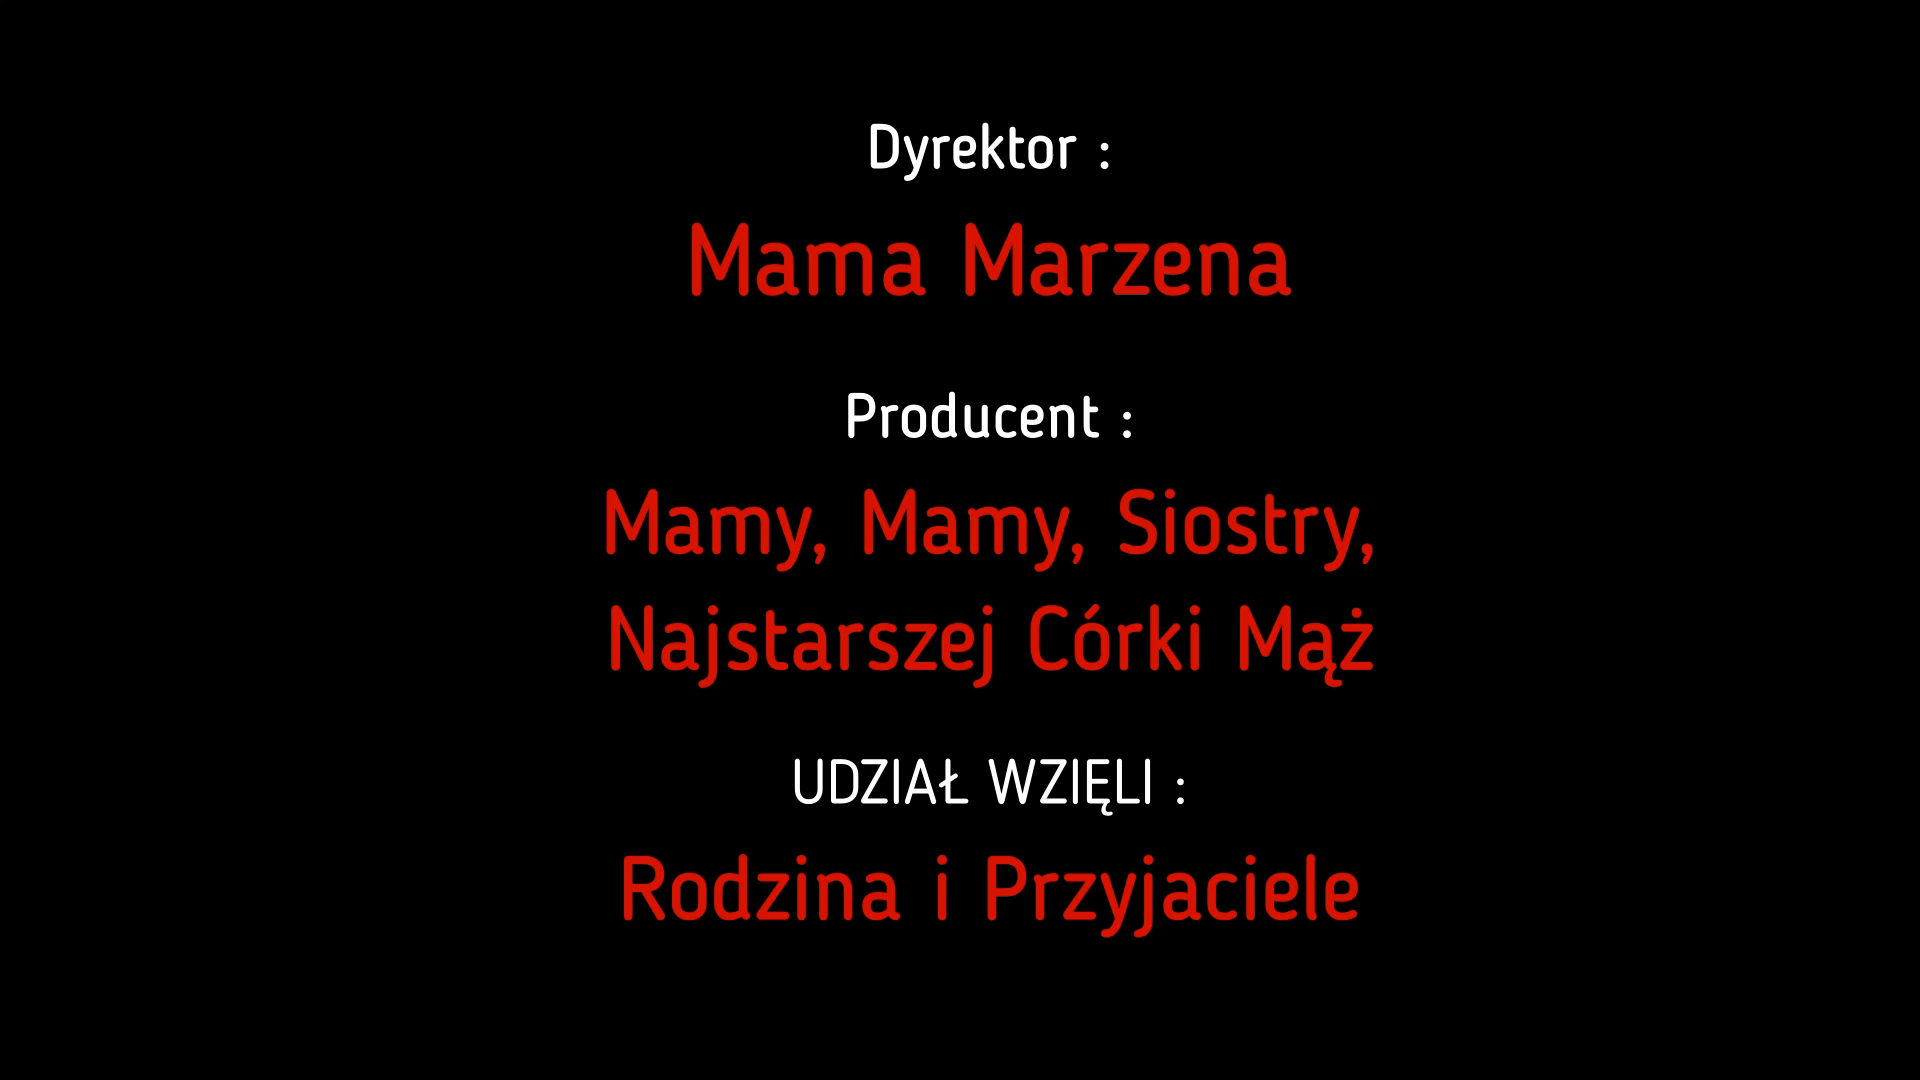 Dyrektor :
Mama Marzena
Producent :
Mamy, Mamy, Siostry,
Najstarszej Córki Mąż
UDZIAŁ WZIĘLI :
Rodzina i Przyjaciele